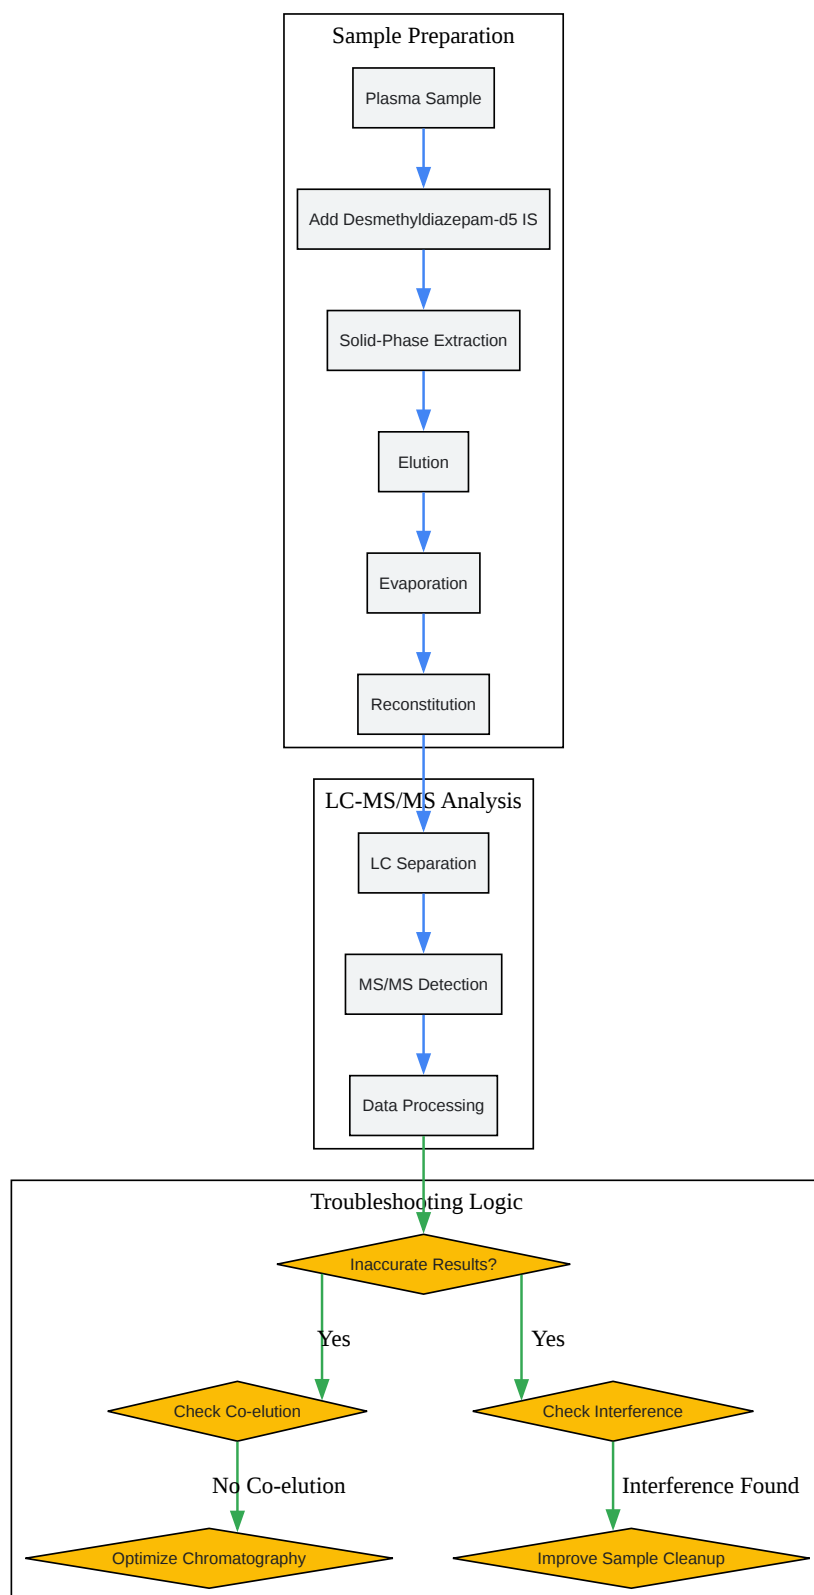 Sample Preparation
Plasma Sample
Add Desmethyldiazepam-d5 IS
Solid-Phase Extraction
Elution
Evaporation
Reconstitution
LC-MS/MS Analysis
LC Separation
MS/MS Detection
Data Processing
Troubleshooting Logic
Inaccurate Results?
Yes
Yes
Check Co-elution
Check Interference
No Co-elution
Interference Found
Optimize Chromatography
Improve Sample Cleanup